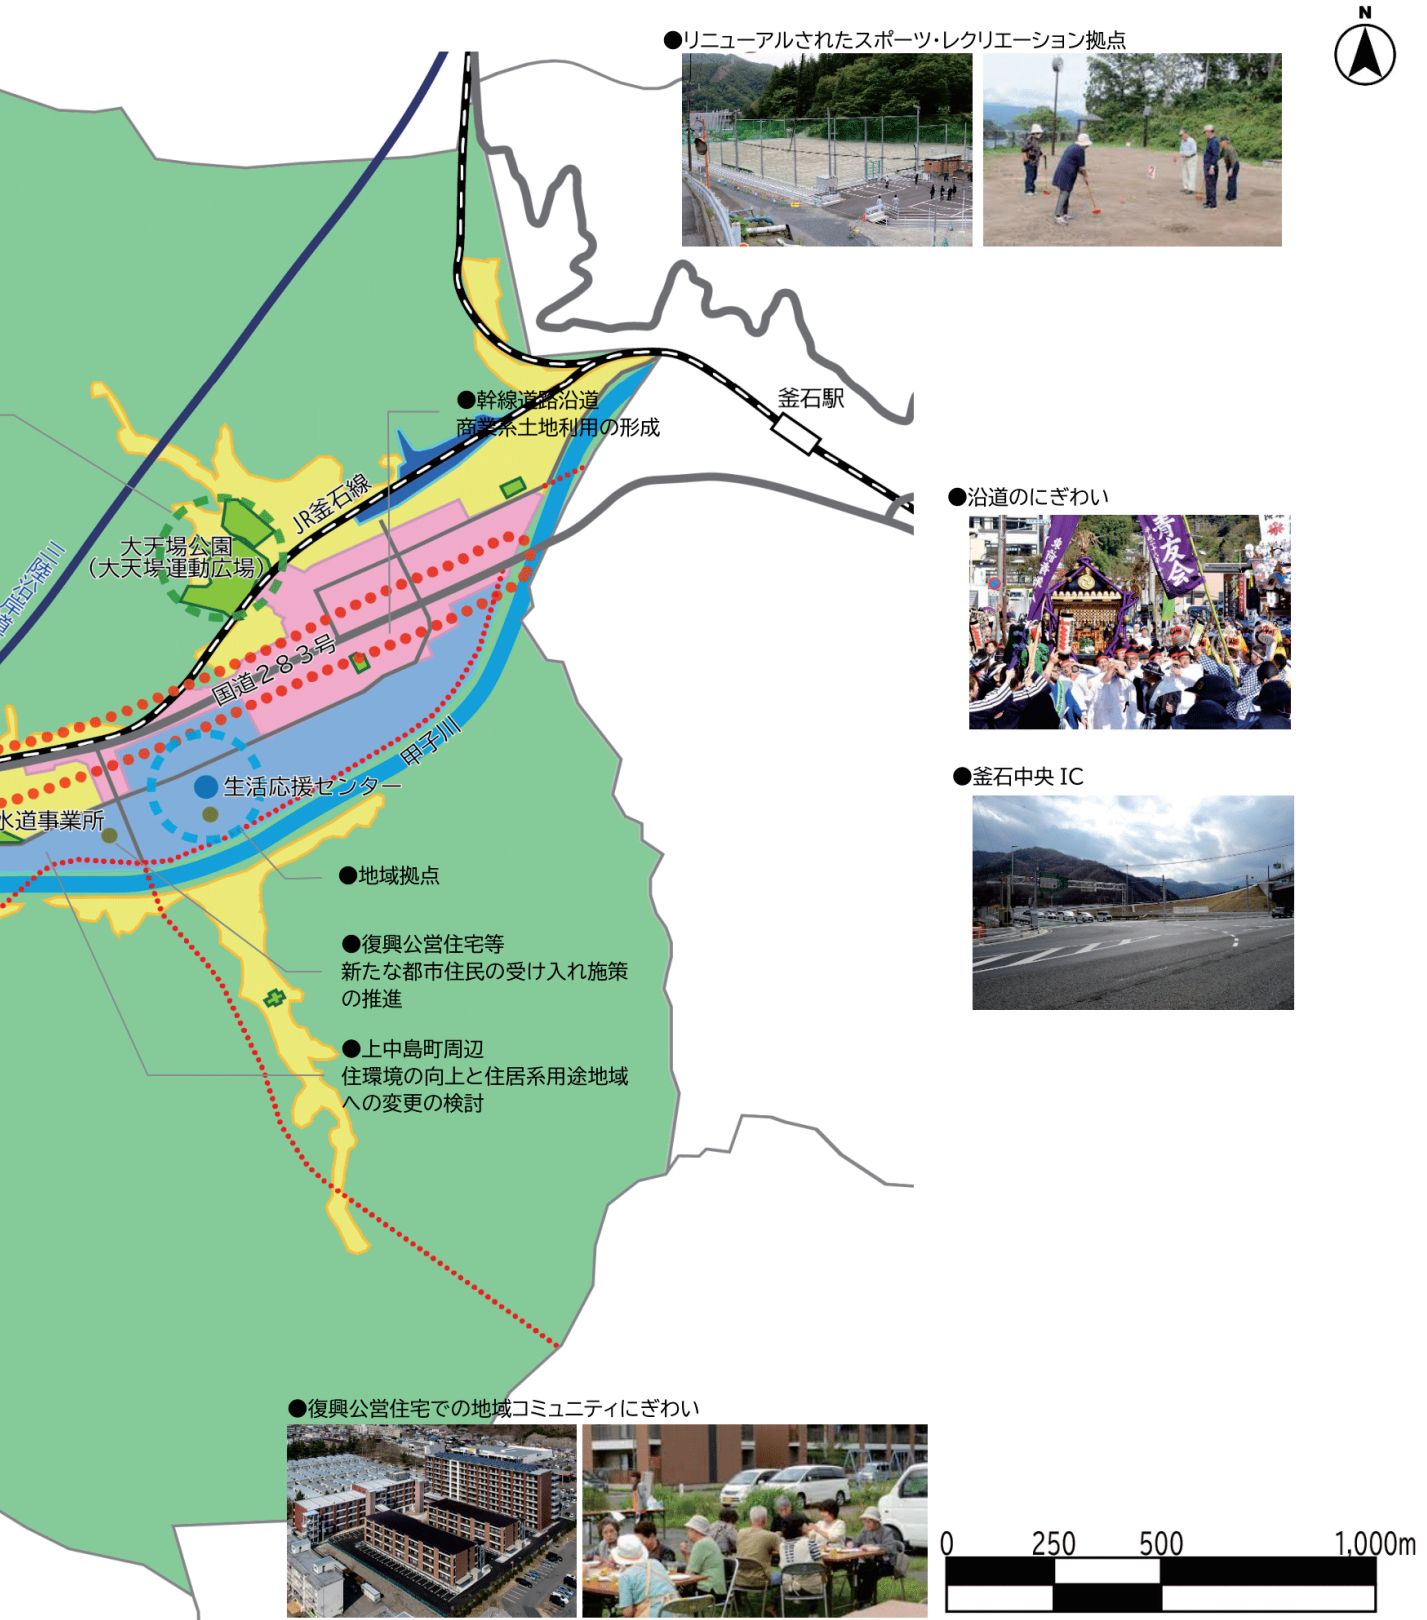 N
●リニューアルされたスポーツ・レクリエーション拠点
釜石駅
●幹線道路沿道
商業系土地利用の形成
JR釜石線
●沿道のにぎわい
青友会
大天場公園
（大天場運動広場）
三陸沿岸道
国道２８３号
甲子川
●釜石中央 IC
生活応援センター
水道事業所
●地域拠点
●復興公営住宅等
新たな都市住民の受け入れ施策
の推進
●上中島町周辺
住環境の向上と住居系用途地域
への変更の検討
●復興公営住宅での地域コミュニティにぎわい
0 250 500 1,000m